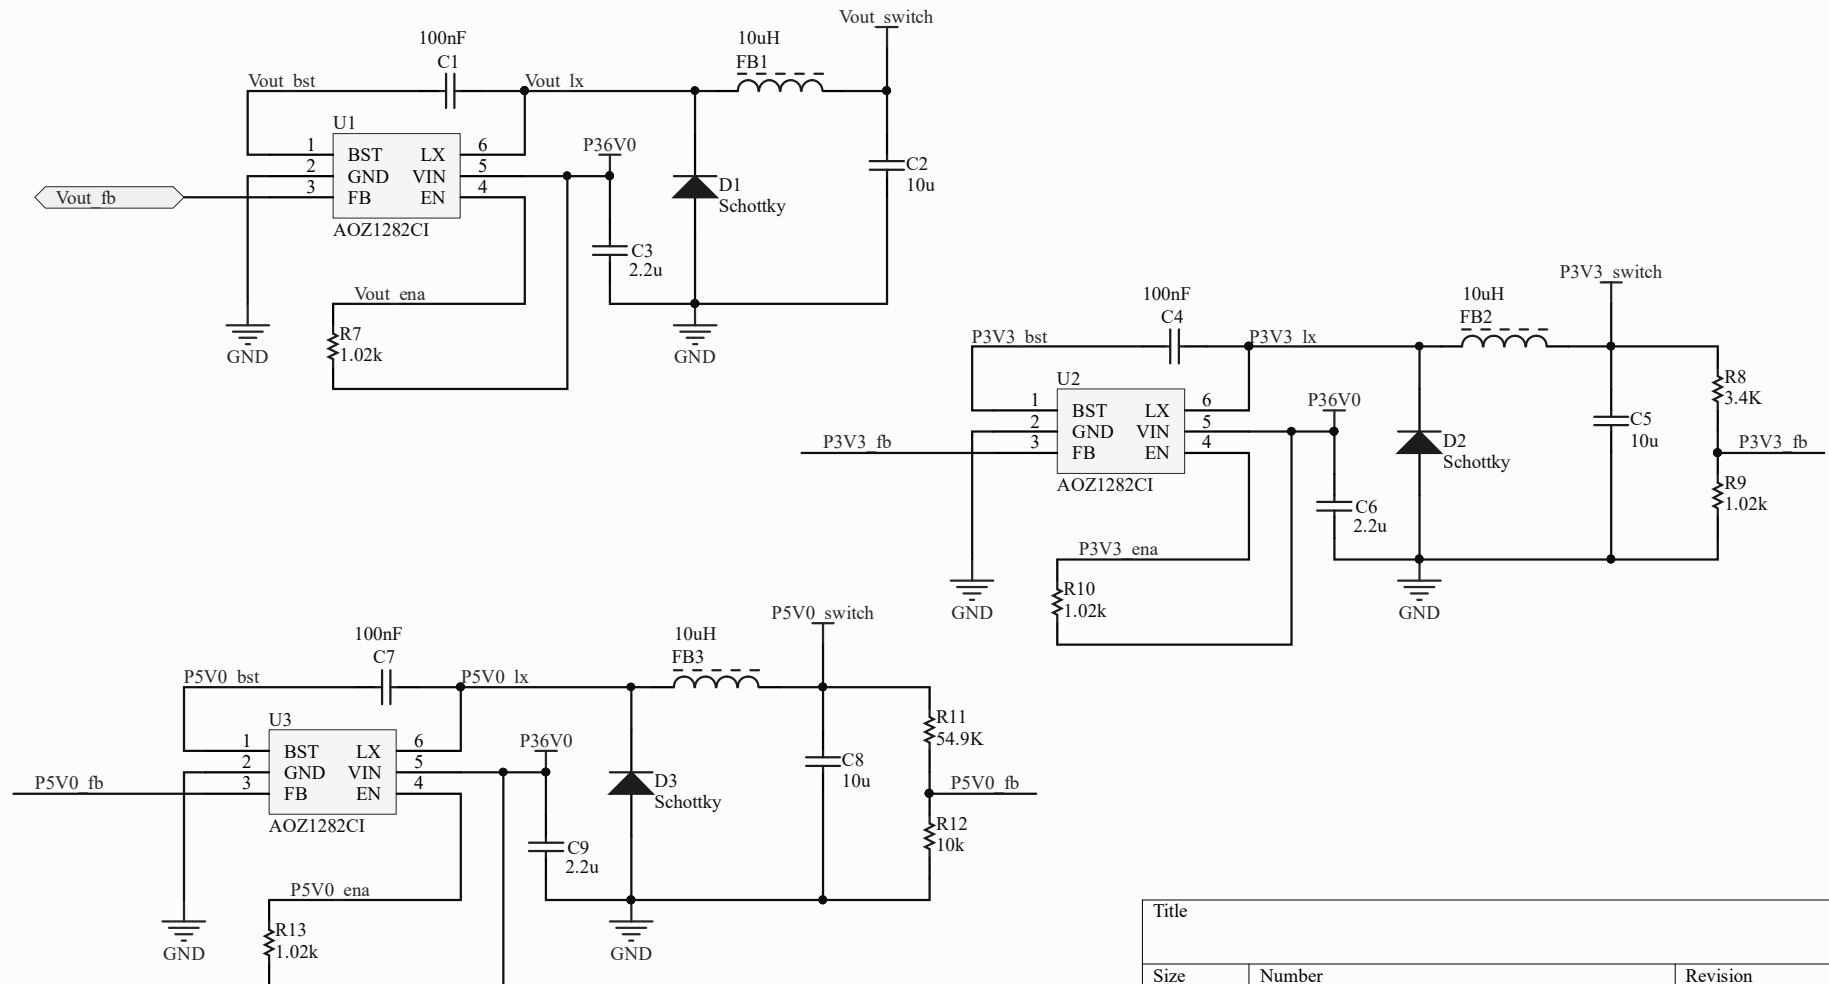 Vout_switch
100nF
C1
10uH
FB1
Vout_bst
Vout_lx
U1
1 BST LX 6
2 GND VIN 5
3 FB EN 4
AOZ1282CI
P36V0
Vout_fb
D1
Schottky
C2
10u
C3
2.2u
Vout_ena
R7
1.02k
GND
GND
P3V3_switch
100nF
C4
10uH
FB2
P3V3_bst
P3V3_lx
U2
1 BST LX 6
2 GND VIN 5
3 FB EN 4
AOZ1282CI
P36V0
P3V3_fb
D2
Schottky
C5
10u
R8
3.4K
P3V3_fb
R9
1.02k
C6
2.2u
P3V3_ena
R10
1.02k
GND
GND
P5V0_switch
100nF
C7
10uH
FB3
P5V0_bst
P5V0_lx
U3
1 BST LX 6
2 GND VIN 5
3 FB EN 4
AOZ1282CI
P36V0
P5V0_fb
D3
Schottky
C8
10u
R11
54.9K
P5V0_fb
R12
10k
C9
2.2u
P5V0_ena
R13
1.02k
GND
GND
Title
Size Number Revision